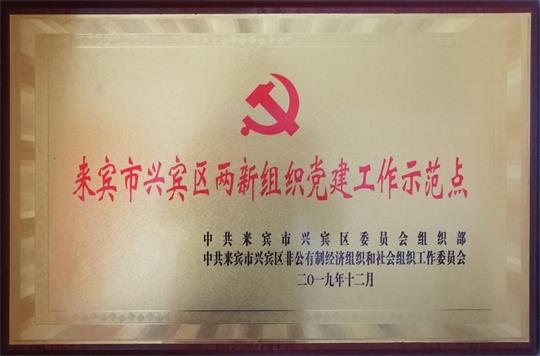 来宾市兴宾区两新组织党建工作示范点
中共来宾市兴宾区委员会组织部
中共来宾市兴宾区非公有制经济组织和社会组织工作委员会
二〇一九年十二月